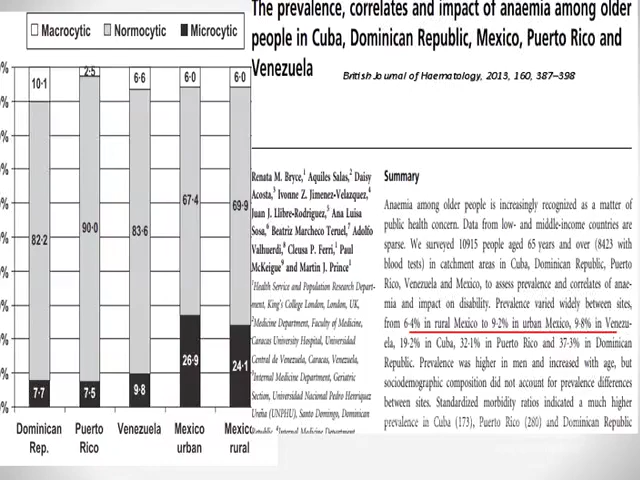 Macrocytic Normocytic Microcytic
10·1 2·5 6·6 6·0 6·0
82·2 90·0 83·6 67·4 69·9
7·7 7·5 9·8 26·9 24·1
Dominican Rep. Puerto Rico Venezuela Mexico urban Mexico rural
The prevalence, correlates and impact of anaemia among older
people in Cuba, Dominican Republic, Mexico, Puerto Rico and
Venezuela
British Journal of Haematology, 2013, 160, 387–398
Renata M. Bryce,1 Aquiles Salas,2 Daisy
Acosta,3 Ivonne Z. Jimenez-Velazquez,4
Juan J. Llibre-Rodriguez,5 Ana Luisa
Sosa,6 Beatriz Marcheco Teruel,7 Adolfo
Valhuerdi,8 Cleusa P. Ferri,1 Paul
McKeigue9 and Martin J. Prince1
1Health Service and Population Research Depart-
ment, King's College London, London, UK,
2Medicine Department, Faculty of Medicine,
Caracas University Hospital, Universidad
Central de Venezuela, Caracas, Venezuela,
3Internal Medicine Department, Geriatric
Section, Universidad Nacional Pedro Henriquez
Ureña (UNPHU), Santo Domingo, Dominican
Republic, 4Internal Medicine Department,
Summary
Anaemia among older people is increasingly recognized as a matter of
public health concern. Data from low- and middle-income countries are
sparse. We surveyed 10915 people aged 65 years and over (8423 with
blood tests) in catchment areas in Cuba, Dominican Republic, Puerto
Rico, Venezuela and Mexico, to assess prevalence and correlates of anae-
mia and impact on disability. Prevalence varied widely between sites,
from 6·4% in rural Mexico to 9·2% in urban Mexico, 9·8% in Venezu-
ela, 19·2% in Cuba, 32·1% in Puerto Rico and 37·3% in Dominican
Republic. Prevalence was higher in men and increased with age, but
sociodemographic composition did not account for prevalence differences
between sites. Standardized morbidity ratios indicated a much higher
prevalence in Cuba (173), Puerto Rico (280) and Dominican Republic